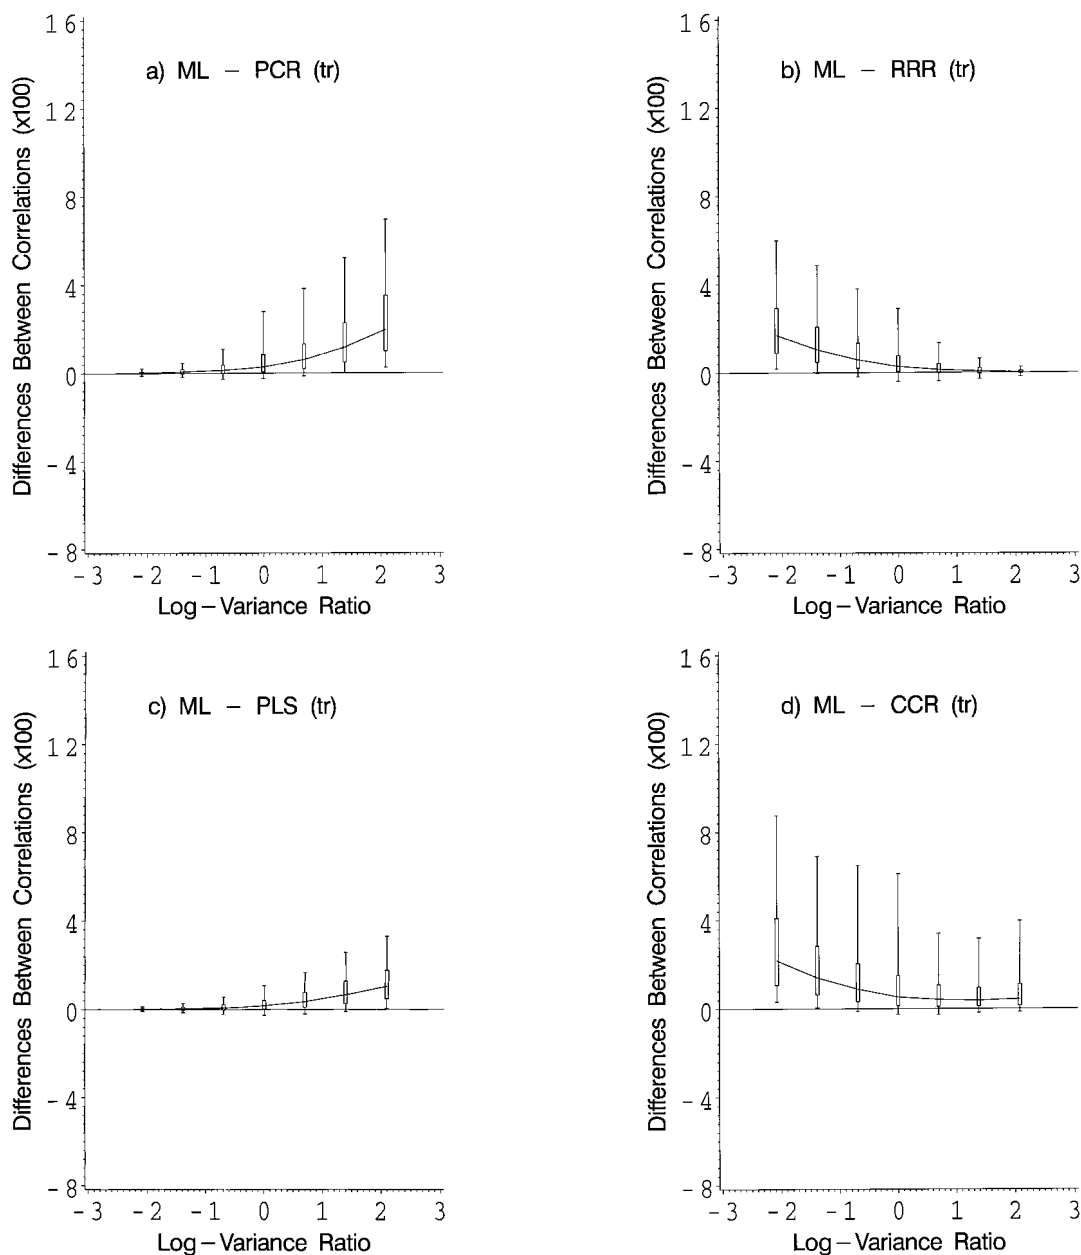 16
a) ML – PCR (tr)
12
8
4
0
-4
-8
Differences Between Correlations (x100)
-3 -2 -1 0 1 2 3
Log–Variance Ratio
16
b) ML – RRR (tr)
12
8
4
0
-4
-8
Differences Between Correlations (x100)
-3 -2 -1 0 1 2 3
Log–Variance Ratio
16
c) ML – PLS (tr)
12
8
4
0
-4
-8
Differences Between Correlations (x100)
-3 -2 -1 0 1 2 3
Log–Variance Ratio
16
d) ML – CCR (tr)
12
8
4
0
-4
-8
Differences Between Correlations (x100)
-3 -2 -1 0 1 2 3
Log–Variance Ratio